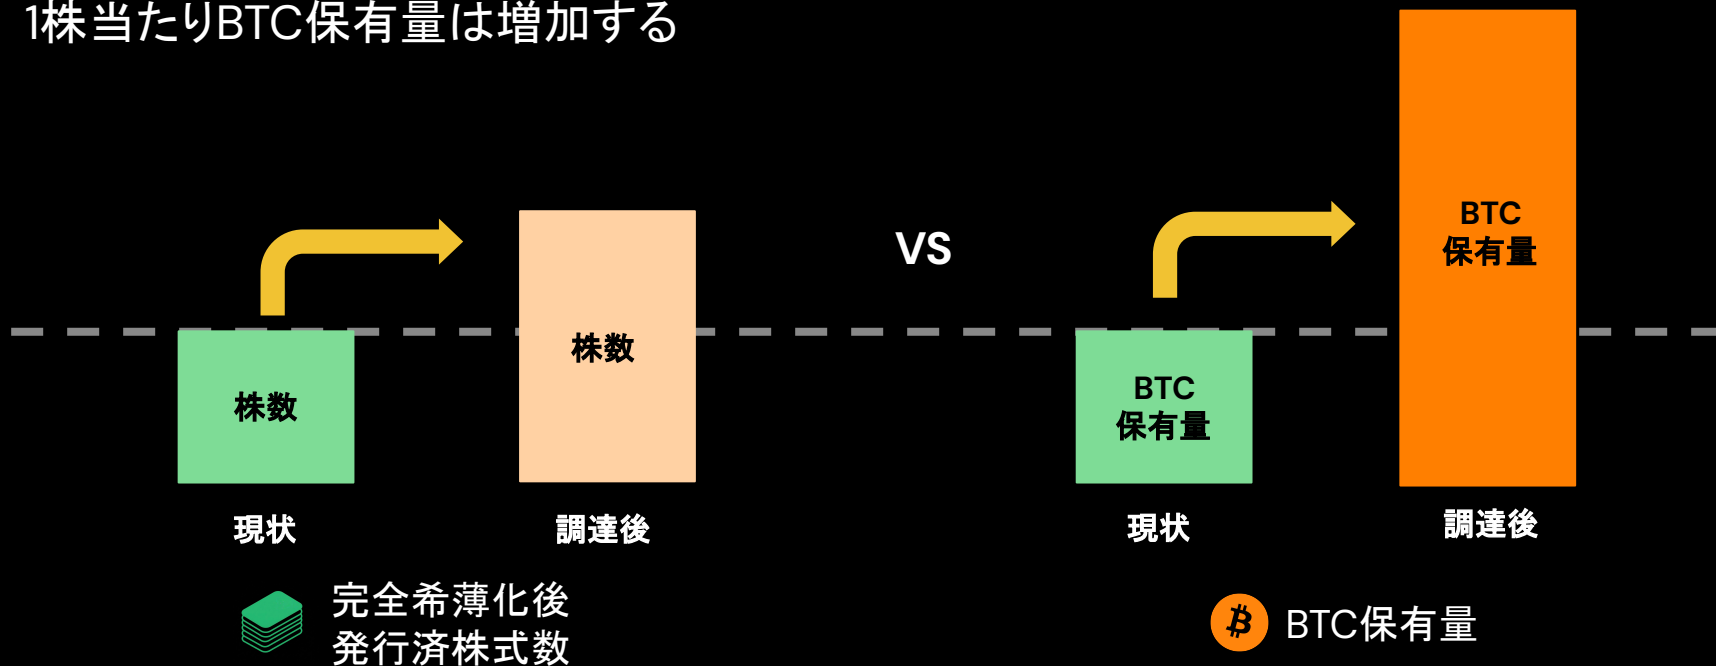 1株当たりBTC保有量は増加する
VS
BTC
保有量
株数
株数
BTC
保有量
現状
調達後
現状
調達後
完全希薄化後
発行済株式数
BTC保有量